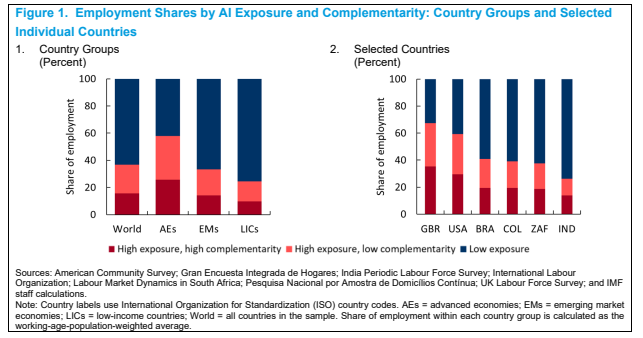 Figure 1. Employment Shares by AI Exposure and Complementarity: Country Groups and Selected
Individual Countries
1. Country Groups
(Percent)
2. Selected Countries
(Percent)
Share of employment
100
80
60
40
20
0
World AEs EMs LICs
Share of employment
100
80
60
40
20
0
GBR USA BRA COL ZAF IND
High exposure, high complementarity High exposure, low complementarity Low exposure
Sources: American Community Survey; Gran Encuesta Integrada de Hogares; India Periodic Labour Force Survey; International Labour
Organization; Labour Market Dynamics in South Africa; Pesquisa Nacional por Amostra de Domicílios Contínua; UK Labour Force Survey; and IMF
staff calculations.
Note: Country labels use International Organization for Standardization (ISO) country codes. AEs = advanced economies; EMs = emerging market
economies; LICs = low-income countries; World = all countries in the sample. Share of employment within each country group is calculated as the
working-age-population-weighted average.